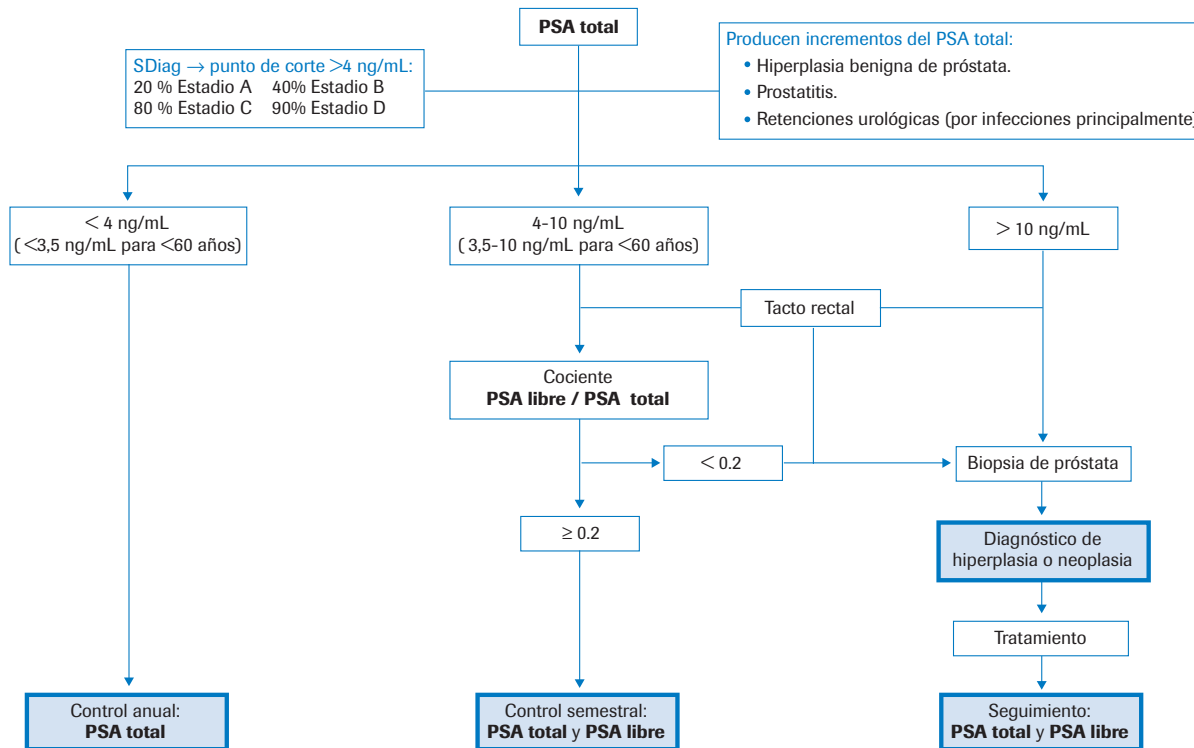 PSA total
SDiag → punto de corte >4 ng/mL:
20 % Estadio A 40% Estadio B
80 % Estadio C 90% Estadio D
Producen incrementos del PSA total:
• Hiperplasia benigna de próstata.
• Prostatitis.
• Retenciones urológicas (por infecciones principalmente)
< 4 ng/mL
( <3,5 ng/mL para <60 años)
4-10 ng/mL
( 3,5-10 ng/mL para <60 años)
> 10 ng/mL
Tacto rectal
Cociente
PSA libre / PSA total
< 0.2
Biopsia de próstata
≥ 0.2
Diagnóstico de
hiperplasia o neoplasia
Tratamiento
Control anual:
PSA total
Control semestral:
PSA total y PSA libre
Seguimiento:
PSA total y PSA libre